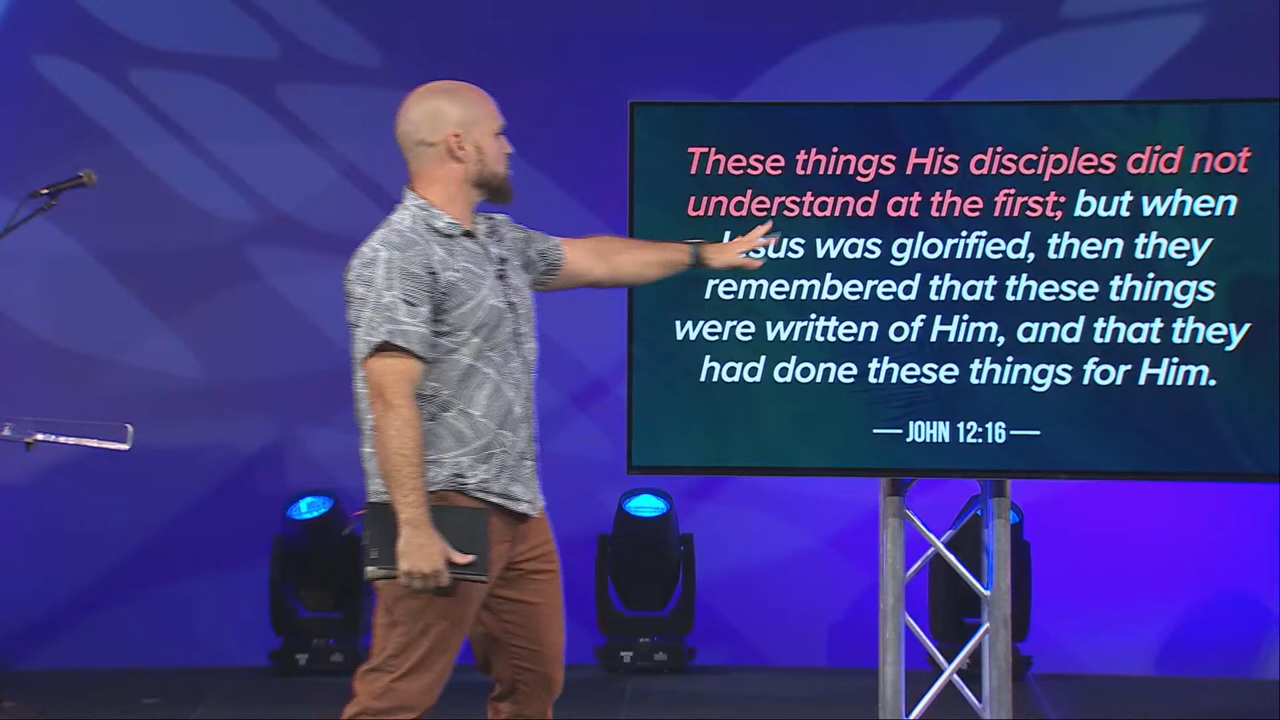 These things His disciples did not
understand at the first; but when
Jesus was glorified, then they
remembered that these things
were written of Him, and that they
had done these things for Him.
— JOHN 12:16 —